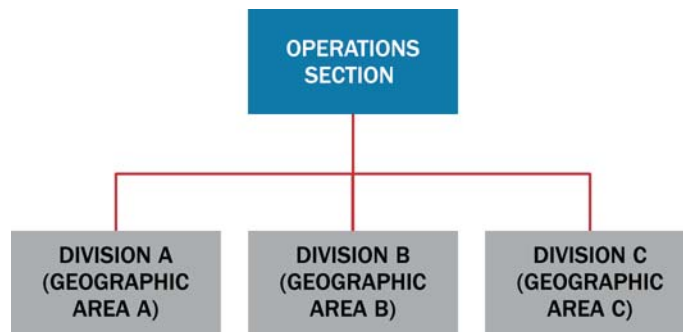 OPERATIONS
SECTION
DIVISION A
(GEOGRAPHIC
AREA A)
DIVISION B
(GEOGRAPHIC
AREA B)
DIVISION C
(GEOGRAPHIC
AREA C)